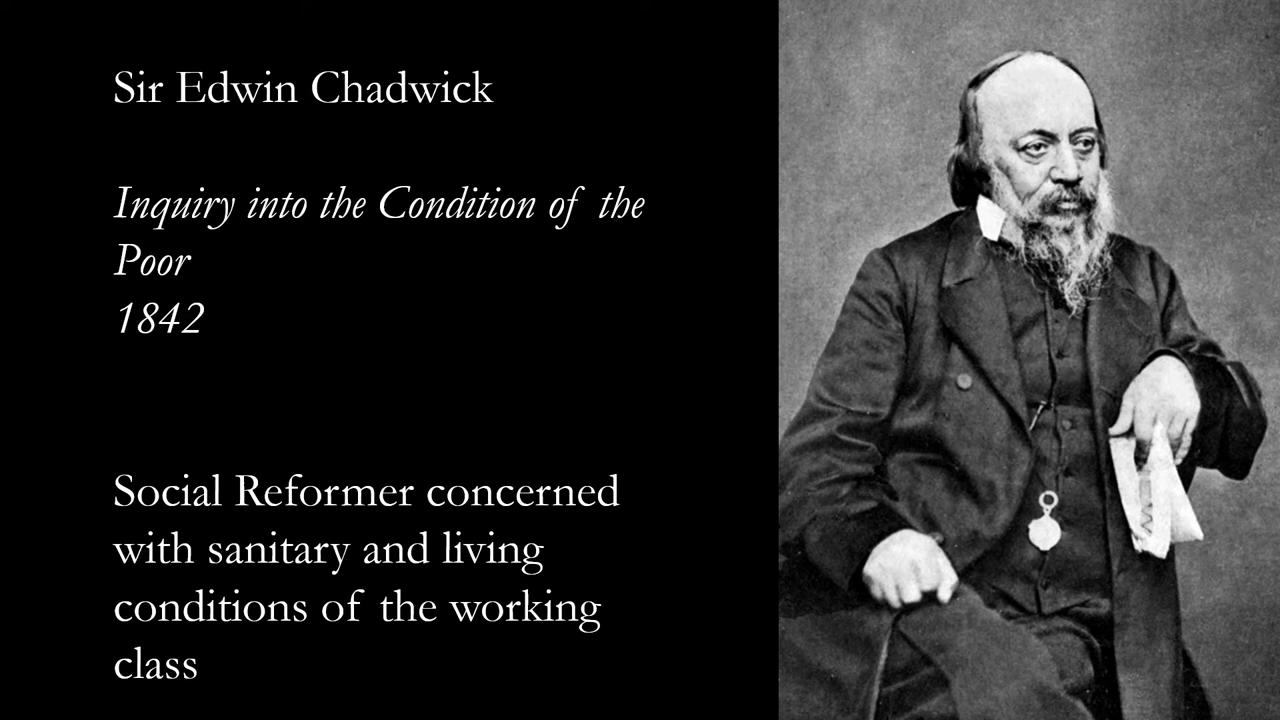 Sir Edwin Chadwick
Inquiry into the Condition of the
Poor
1842
Social Reformer concerned
with sanitary and living
conditions of the working
class